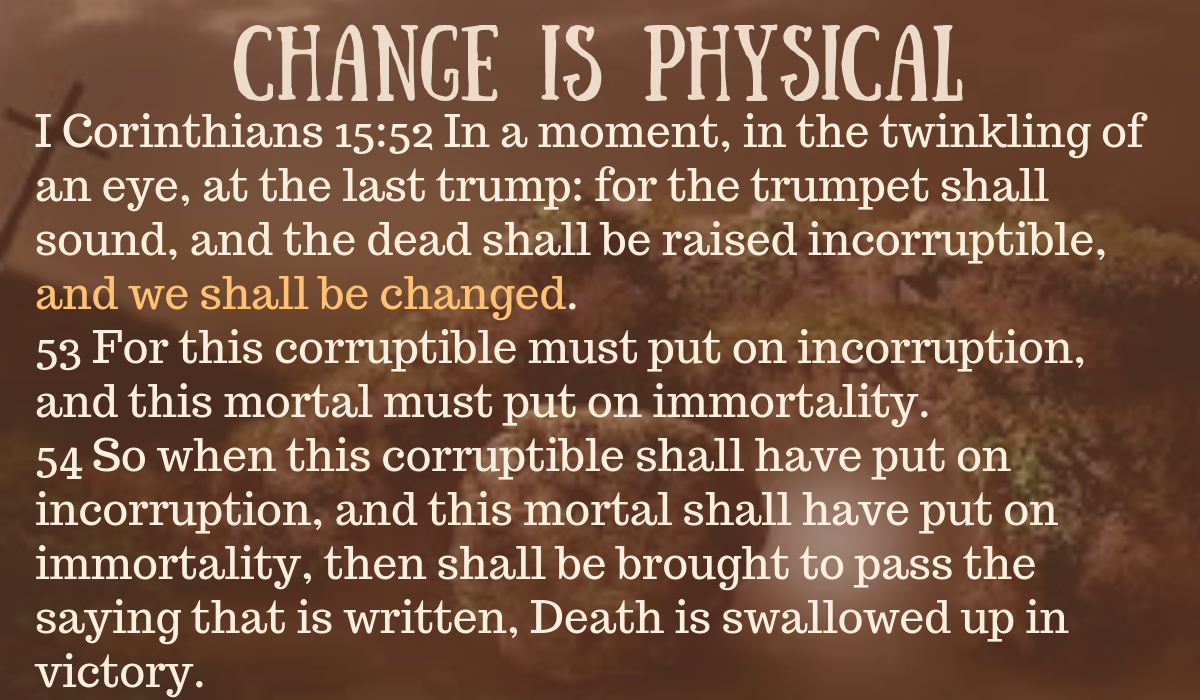 CHANGE IS PHYSICAL
I Corinthians 15:52 In a moment, in the twinkling of
an eye, at the last trump: for the trumpet shall
sound, and the dead shall be raised incorruptible,
and we shall be changed.
53 For this corruptible must put on incorruption,
and this mortal must put on immortality.
54 So when this corruptible shall have put on
incorruption, and this mortal shall have put on
immortality, then shall be brought to pass the
saying that is written, Death is swallowed up in
victory.